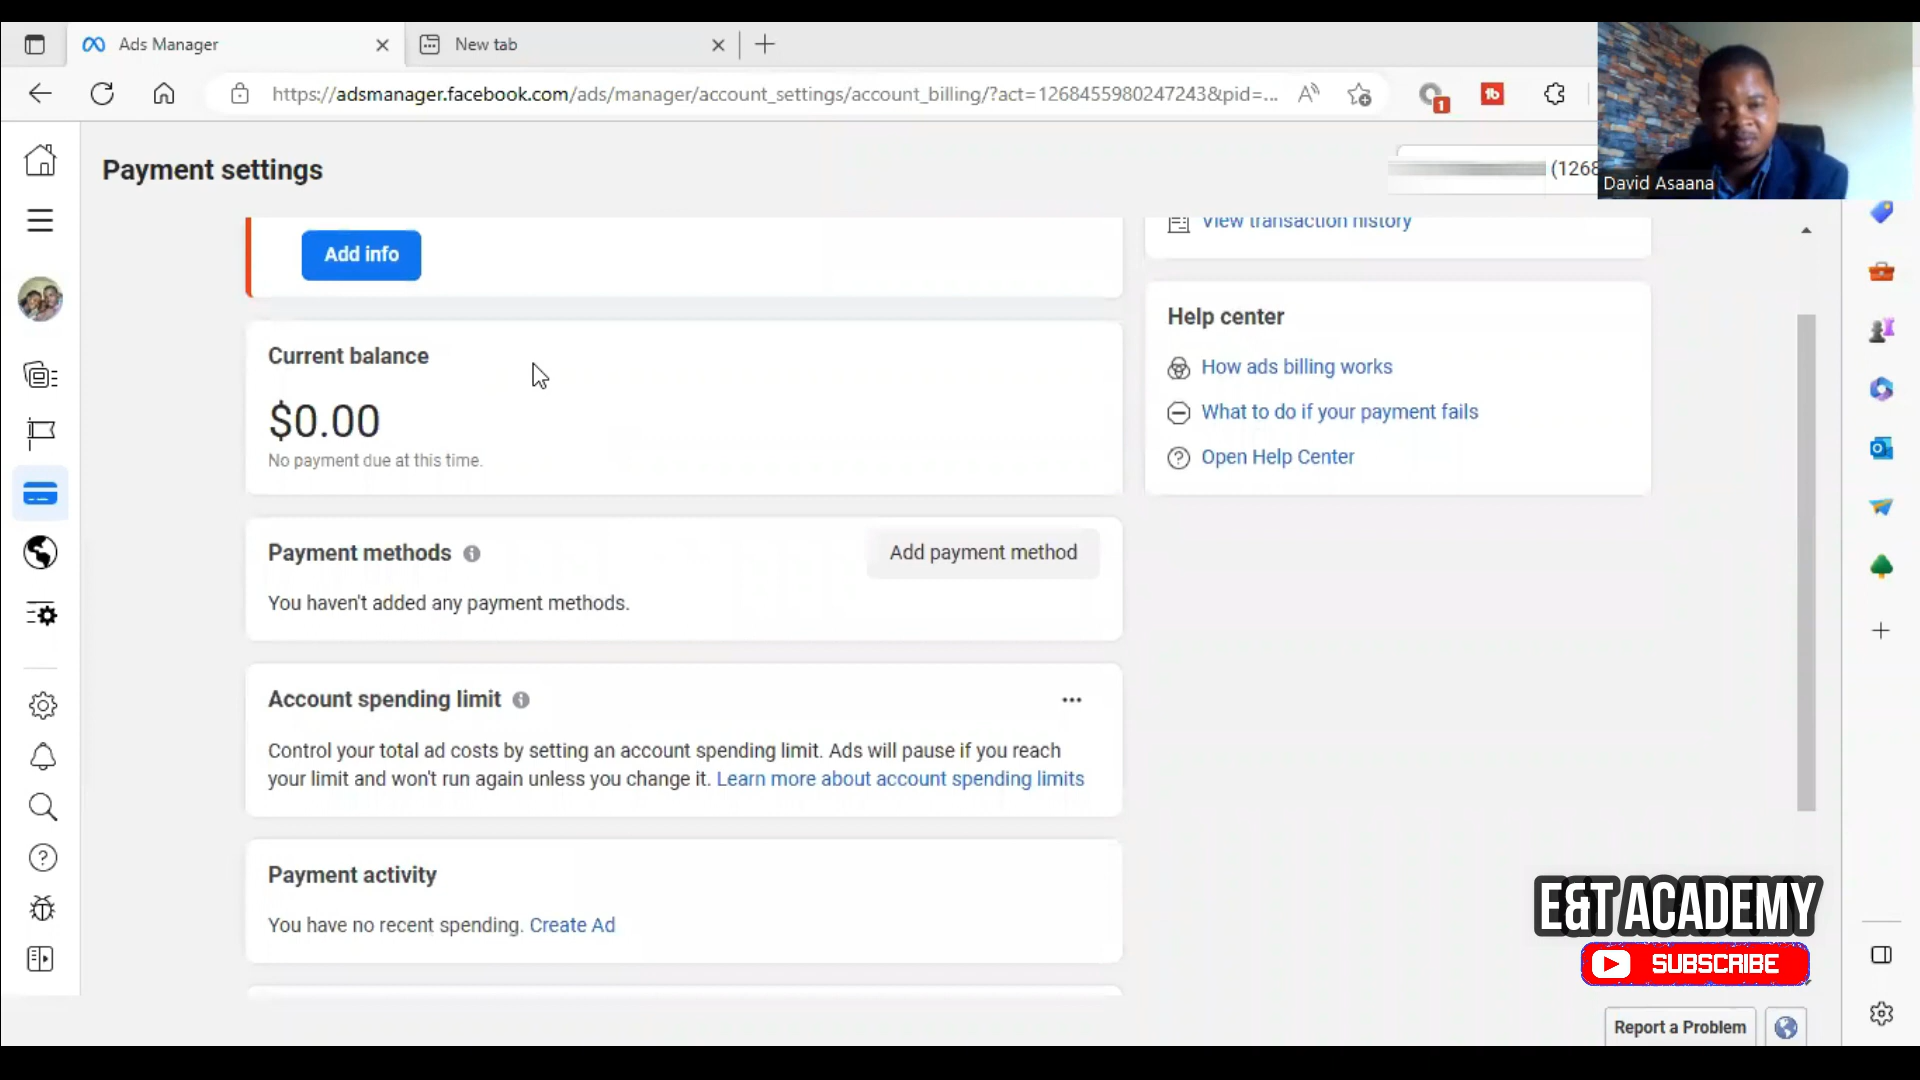 Ads Manager
New tab
https://adsmanager.facebook.com/ads/manager/account_settings/account_billing/?act=1268455980247243&pid=...
1
Payment settings
(1268
David Asaana
Add info
View transaction history
Current balance
$0.00
No payment due at this time.
Help center
How ads billing works
What to do if your payment fails
Open Help Center
Payment methods
Add payment method
You haven't added any payment methods.
Account spending limit
Control your total ad costs by setting an account spending limit. Ads will pause if you reach
your limit and won't run again unless you change it. Learn more about account spending limits
Payment activity
You have no recent spending. Create Ad
E&T ACADEMY
SUBSCRIBE
Report a Problem